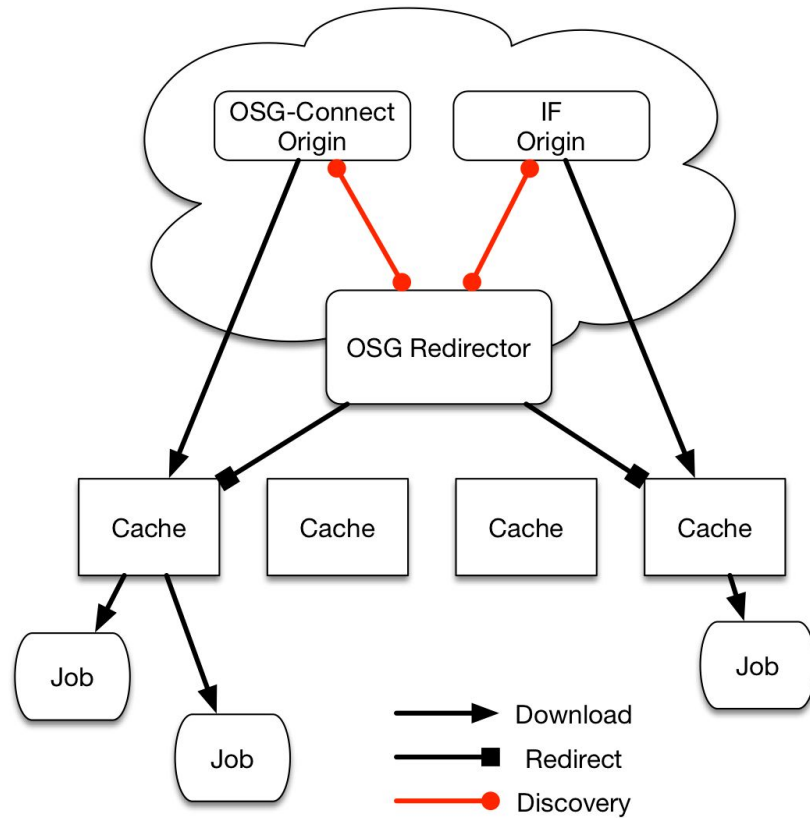 OSG-Connect
Origin
IF
Origin
OSG Redirector
Cache
Cache
Cache
Cache
Job
Job
Job
Download
Redirect
Discovery